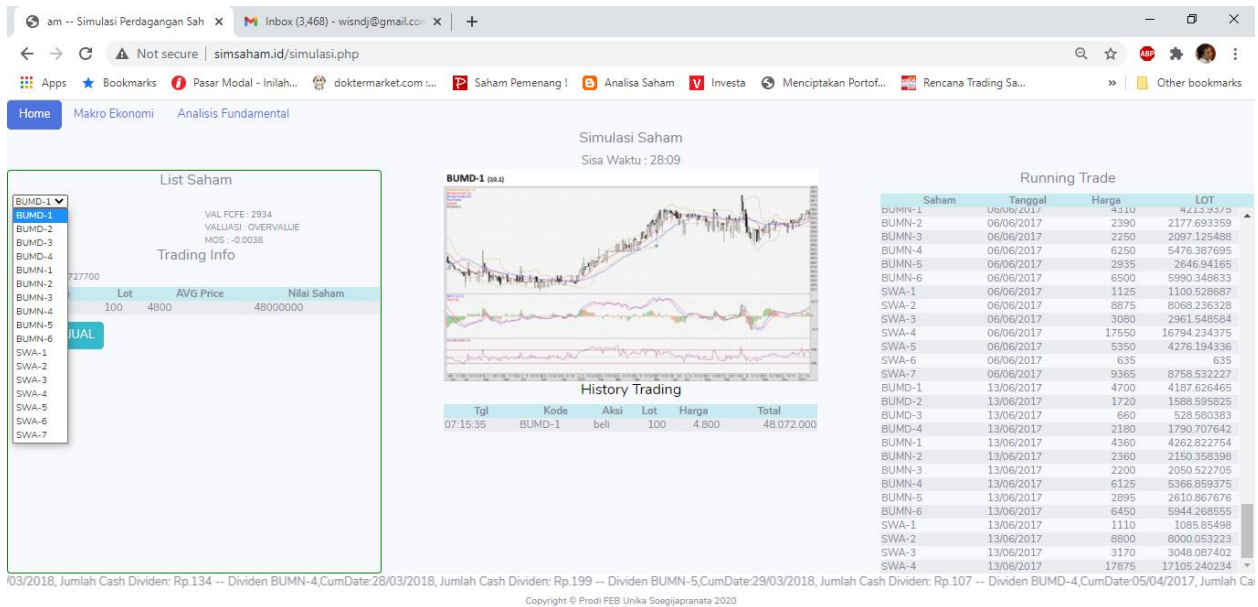 am -- Simulasi Perdagangan Sah
Inbox (3,468) - wisndj@gmail.con
Not secure | simsaham.id/simulasi.php
Apps Bookmarks Pasar Modal - Inilah... doktermarket.com :... Saham Pemenang ! Analisa Saham Investa Menciptakan Portof... Rencana Trading Sa... » Other bookmarks
Home Makro Ekonomi Analisis Fundamental
Simulasi Saham
Sisa Waktu : 28:09
List Saham
BUMD-1
BUMD-1
BUMD-2
BUMD-3
BUMD-4
BUMN-1
BUMN-2
BUMN-3
BUMN-4
BUMN-5
BUMN-6
SWA-1
SWA-2
SWA-3
SWA-4
SWA-5
SWA-6
SWA-7
VAL FCFE : 2934
VALUASI : OVERVALUE
MOS : -0.0038
Trading Info
727700
Lot AVG Price Nilai Saham
100 4800 48000000
JUAL
BUMD-1 (10.1)
History Trading
Tgl Kode Aksi Lot Harga Total
07:15:35 BUMD-1 beli 100 4.800 48.072.000
Running Trade
Saham Tanggal Harga LOT
BUMN-1 06/06/2017 4310 4213.9375
BUMN-2 06/06/2017 2390 2177.693359
BUMN-3 06/06/2017 2250 2097.125488
BUMN-4 06/06/2017 6250 5476.387695
BUMN-5 06/06/2017 2935 2646.94165
BUMN-6 06/06/2017 6500 5990.348633
SWA-1 06/06/2017 1125 1100.528687
SWA-2 06/06/2017 8875 8068.236328
SWA-3 06/06/2017 3080 2961.548584
SWA-4 06/06/2017 17550 16794.234375
SWA-5 06/06/2017 5350 4276.194336
SWA-6 06/06/2017 635 635
SWA-7 06/06/2017 9365 8758.532227
BUMD-1 13/06/2017 4700 4187.626465
BUMD-2 13/06/2017 1720 1588.595825
BUMD-3 13/06/2017 660 528.580383
BUMD-4 13/06/2017 2180 1790.707642
BUMN-1 13/06/2017 4360 4262.822754
BUMN-2 13/06/2017 2360 2150.358398
BUMN-3 13/06/2017 2200 2050.522705
BUMN-4 13/06/2017 6125 5366.859375
BUMN-5 13/06/2017 2895 2610.867676
BUMN-6 13/06/2017 6450 5944.268555
SWA-1 13/06/2017 1110 1085.85498
SWA-2 13/06/2017 8800 8000.053223
SWA-3 13/06/2017 3170 3048.087402
SWA-4 13/06/2017 17875 17105.240234
/03/2018, Jumlah Cash Dividen: Rp.134 -- Dividen BUMN-4,CumDate:28/03/2018, Jumlah Cash Dividen: Rp.199 -- Dividen BUMN-5,CumDate:29/03/2018, Jumlah Cash Dividen: Rp.107 -- Dividen BUMD-4,CumDate:05/04/2017, Jumlah Ca
Copyright © Prodi FEB Unika Soegijapranata 2020